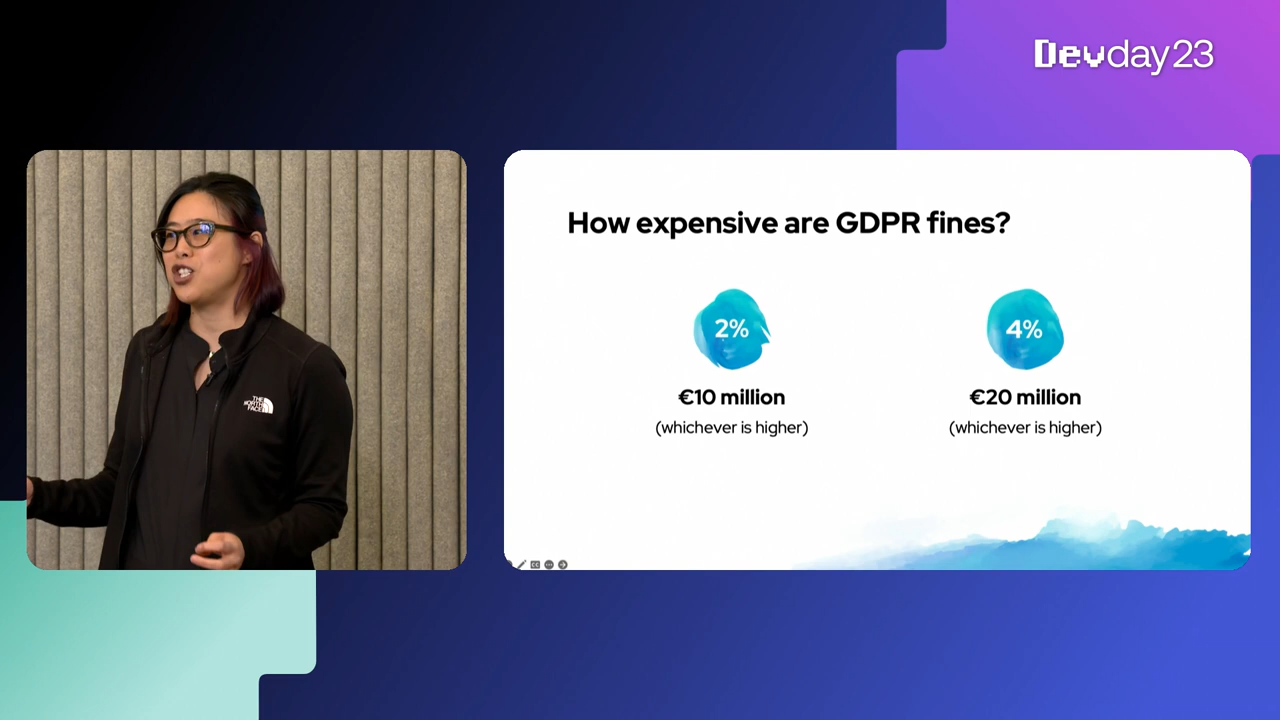 Devday23
How expensive are GDPR fines?
2%
€10 million
(whichever is higher)
4%
€20 million
(whichever is higher)
THE
NORTH
FACE